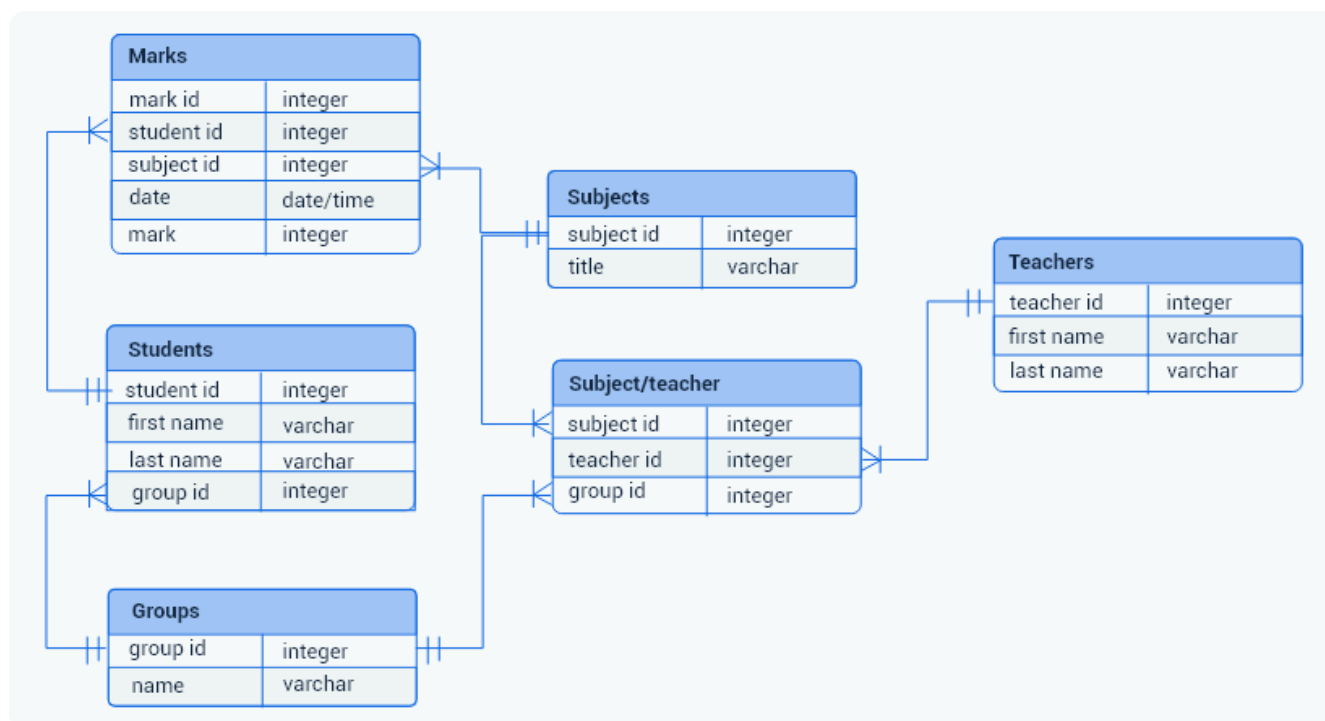 Marks
mark id integer
student id integer
subject id integer
date date/time
mark integer
Subjects
subject id integer
title varchar
Teachers
teacher id integer
first name varchar
last name varchar
Students
student id integer
first name varchar
last name varchar
group id integer
Subject/teacher
subject id integer
teacher id integer
group id integer
Groups
group id integer
name varchar